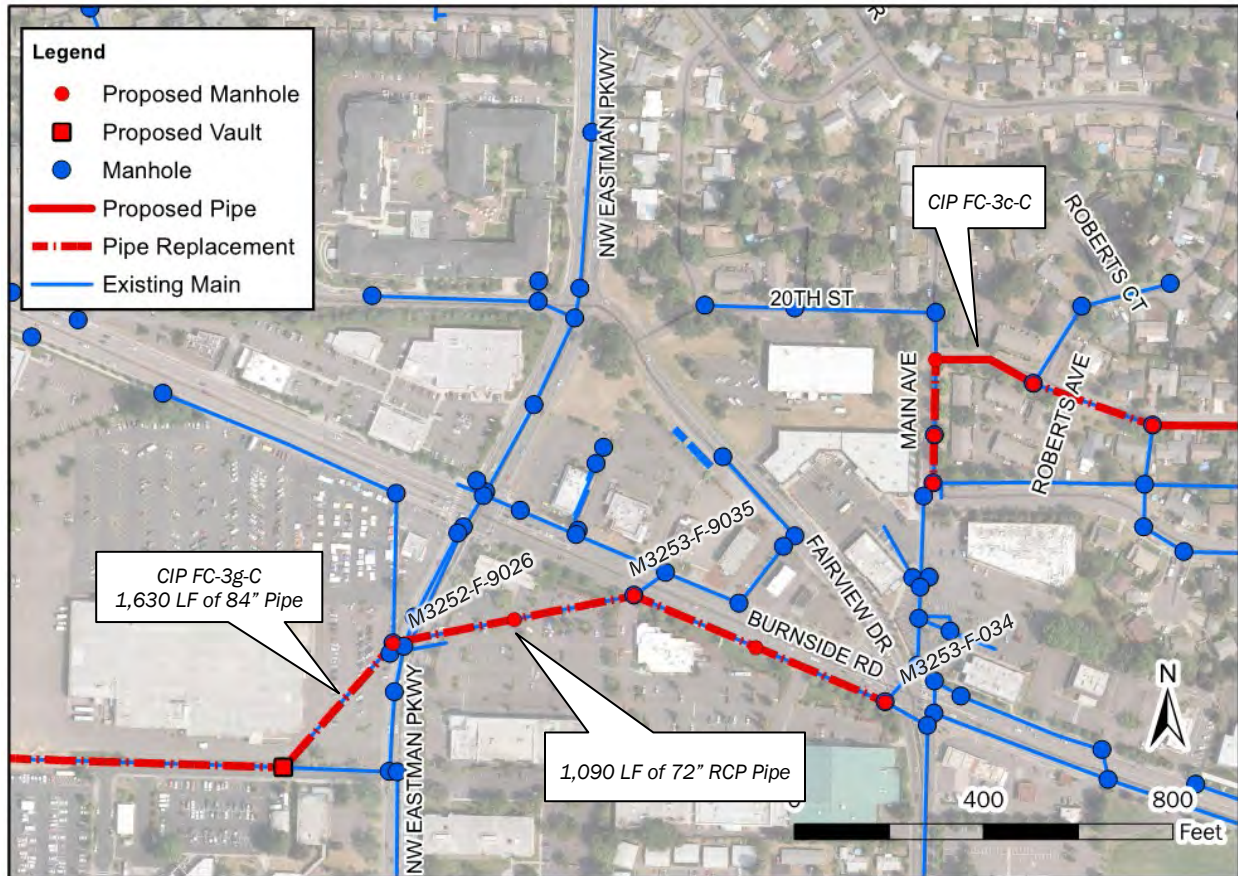 Legend
Proposed Manhole
Proposed Vault
Manhole
Proposed Pipe
Pipe Replacement
Existing Main
NW EASTMAN PKWY
R
CIP FC-3c-C
ROBERTS CT
20TH ST
MAIN AVE
ROBERTS AVE
M3253-F-9035
FAIRVIEW DR
CIP FC-3g-C
1,630 LF of 84” Pipe
M3252-F-9026
BURNSIDE RD
M3253-F-034
N
NW EASTMAN PKWY
1,090 LF of 72” RCP Pipe
0 400 800
Feet